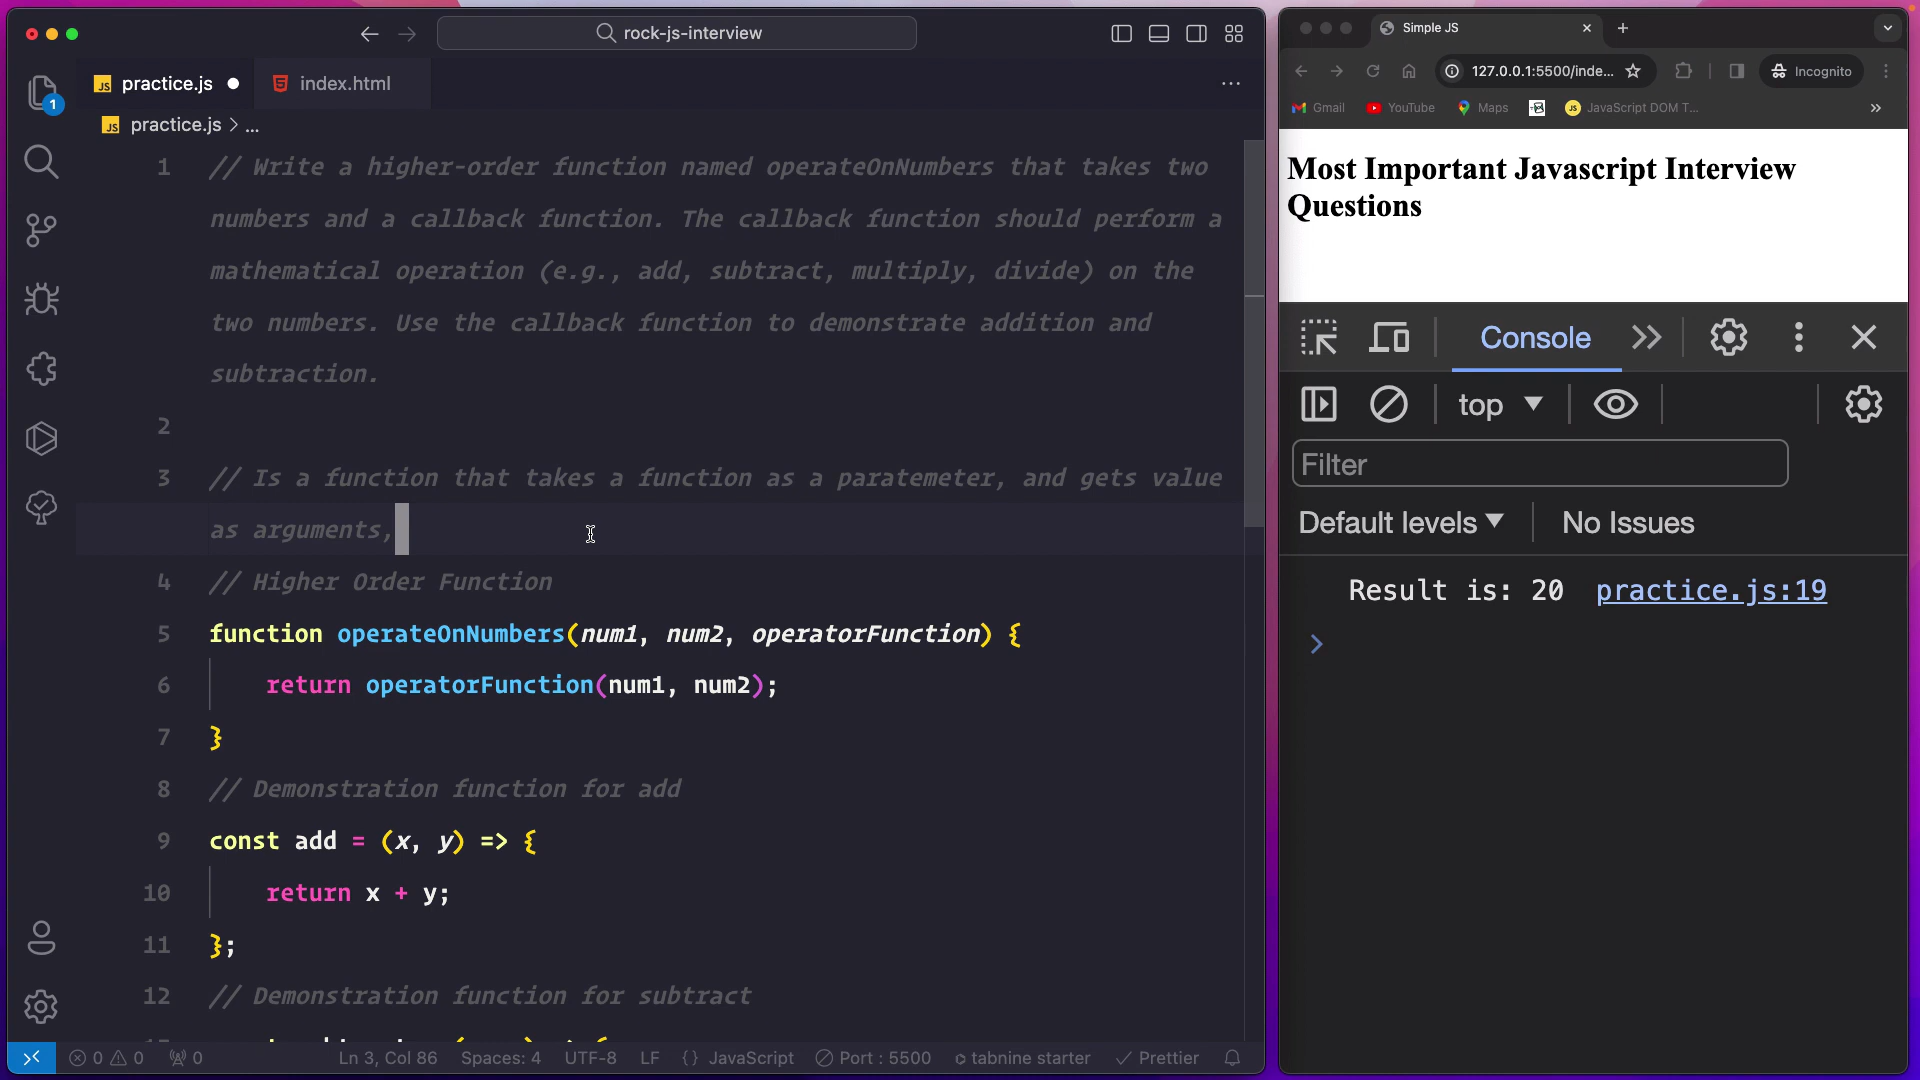 rock-js-interview
practice.js
index.html
practice.js > ...
1 // Write a higher-order function named operateOnNumbers that takes two
numbers and a callback function. The callback function should perform a
mathematical operation (e.g., add, subtract, multiply, divide) on the
two numbers. Use the callback function to demonstrate addition and
subtraction.
2
3 // Is a function that takes a function as a paratemeter, and gets value
as arguments,
4 // Higher Order Function
5 function operateOnNumbers(num1, num2, operatorFunction) {
6 return operatorFunction(num1, num2);
7 }
8 // Demonstration function for add
9 const add = (x, y) => {
10 return x + y;
11 };
12 // Demonstration function for subtract
1
0 0 0 Ln 3, Col 86 Spaces: 4 UTF-8 LF {} JavaScript Port : 5500 tabnine starter Prettier
Simple JS
127.0.0.1:5500/inde...
Incognito
Gmail YouTube Maps JavaScript DOM T...
Most Important Javascript Interview
Questions
Console
top
Filter
Default levels No Issues
Result is: 20 practice.js:19